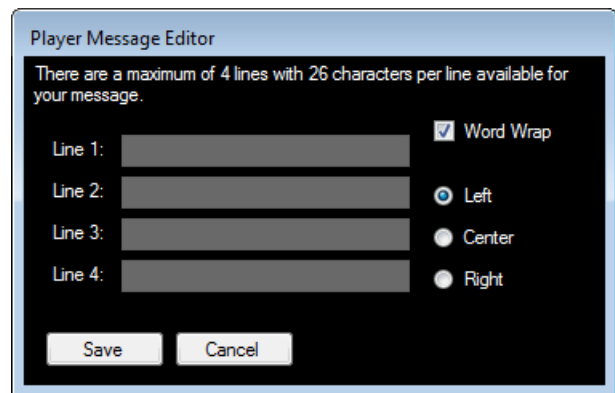 Player Message Editor
There are a maximum of 4 lines with 26 characters per line available for
your message.
Word Wrap
Line 1:
Line 2:
Left
Line 3:
Center
Line 4:
Right
Save
Cancel